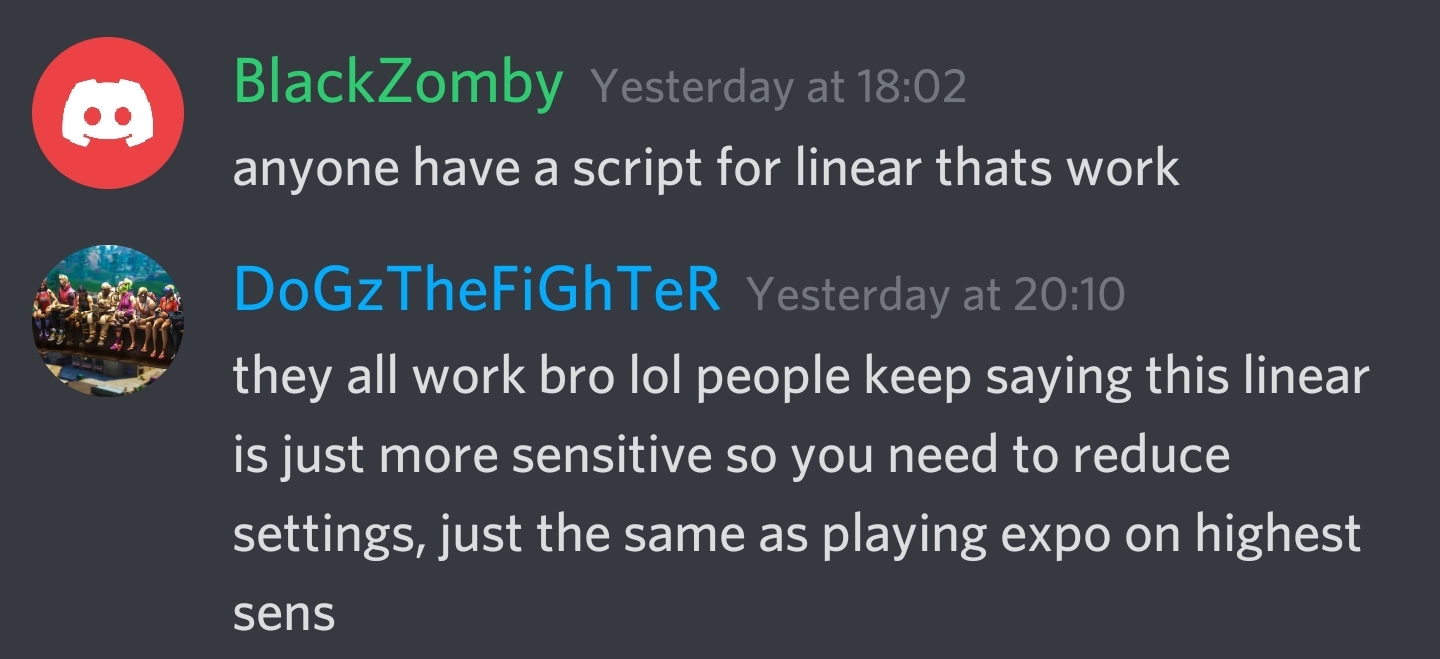 BlackZomby Yesterday at 18:02
anyone have a script for linear thats work
DoGzTheFiGhTeR Yesterday at 20:10
they all work bro lol people keep saying this linear
is just more sensitive so you need to reduce
settings, just the same as playing expo on highest
sens